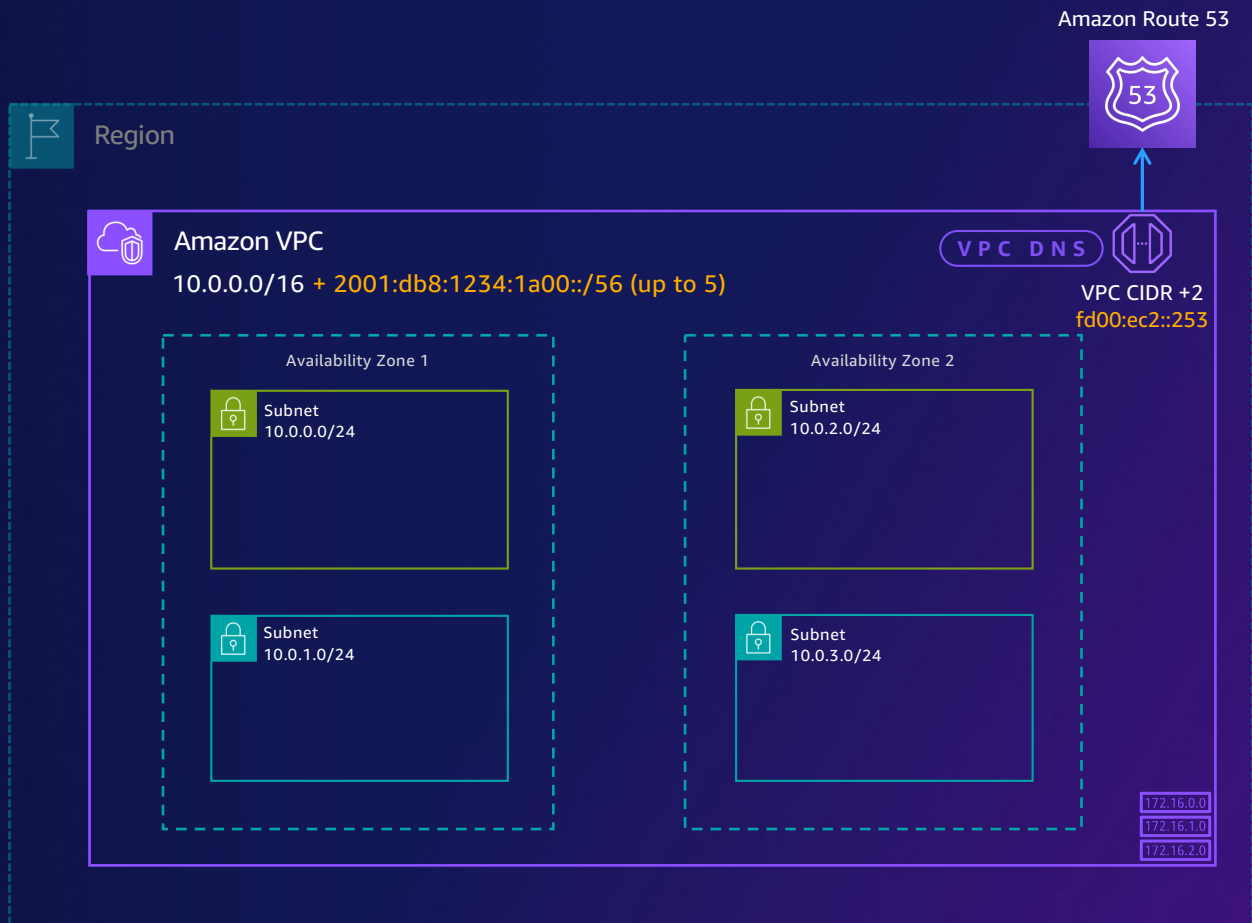 Amazon Route 53
53
Region
Amazon VPC
10.0.0.0/16 + 2001:db8:1234:1a00::/56 (up to 5)
VPC DNS
VPC CIDR +2
fd00:ec2::253
Availability Zone 1
Availability Zone 2
Subnet
10.0.0.0/24
Subnet
10.0.2.0/24
Subnet
10.0.1.0/24
Subnet
10.0.3.0/24
172.16.0.0
172.16.1.0
172.16.2.0